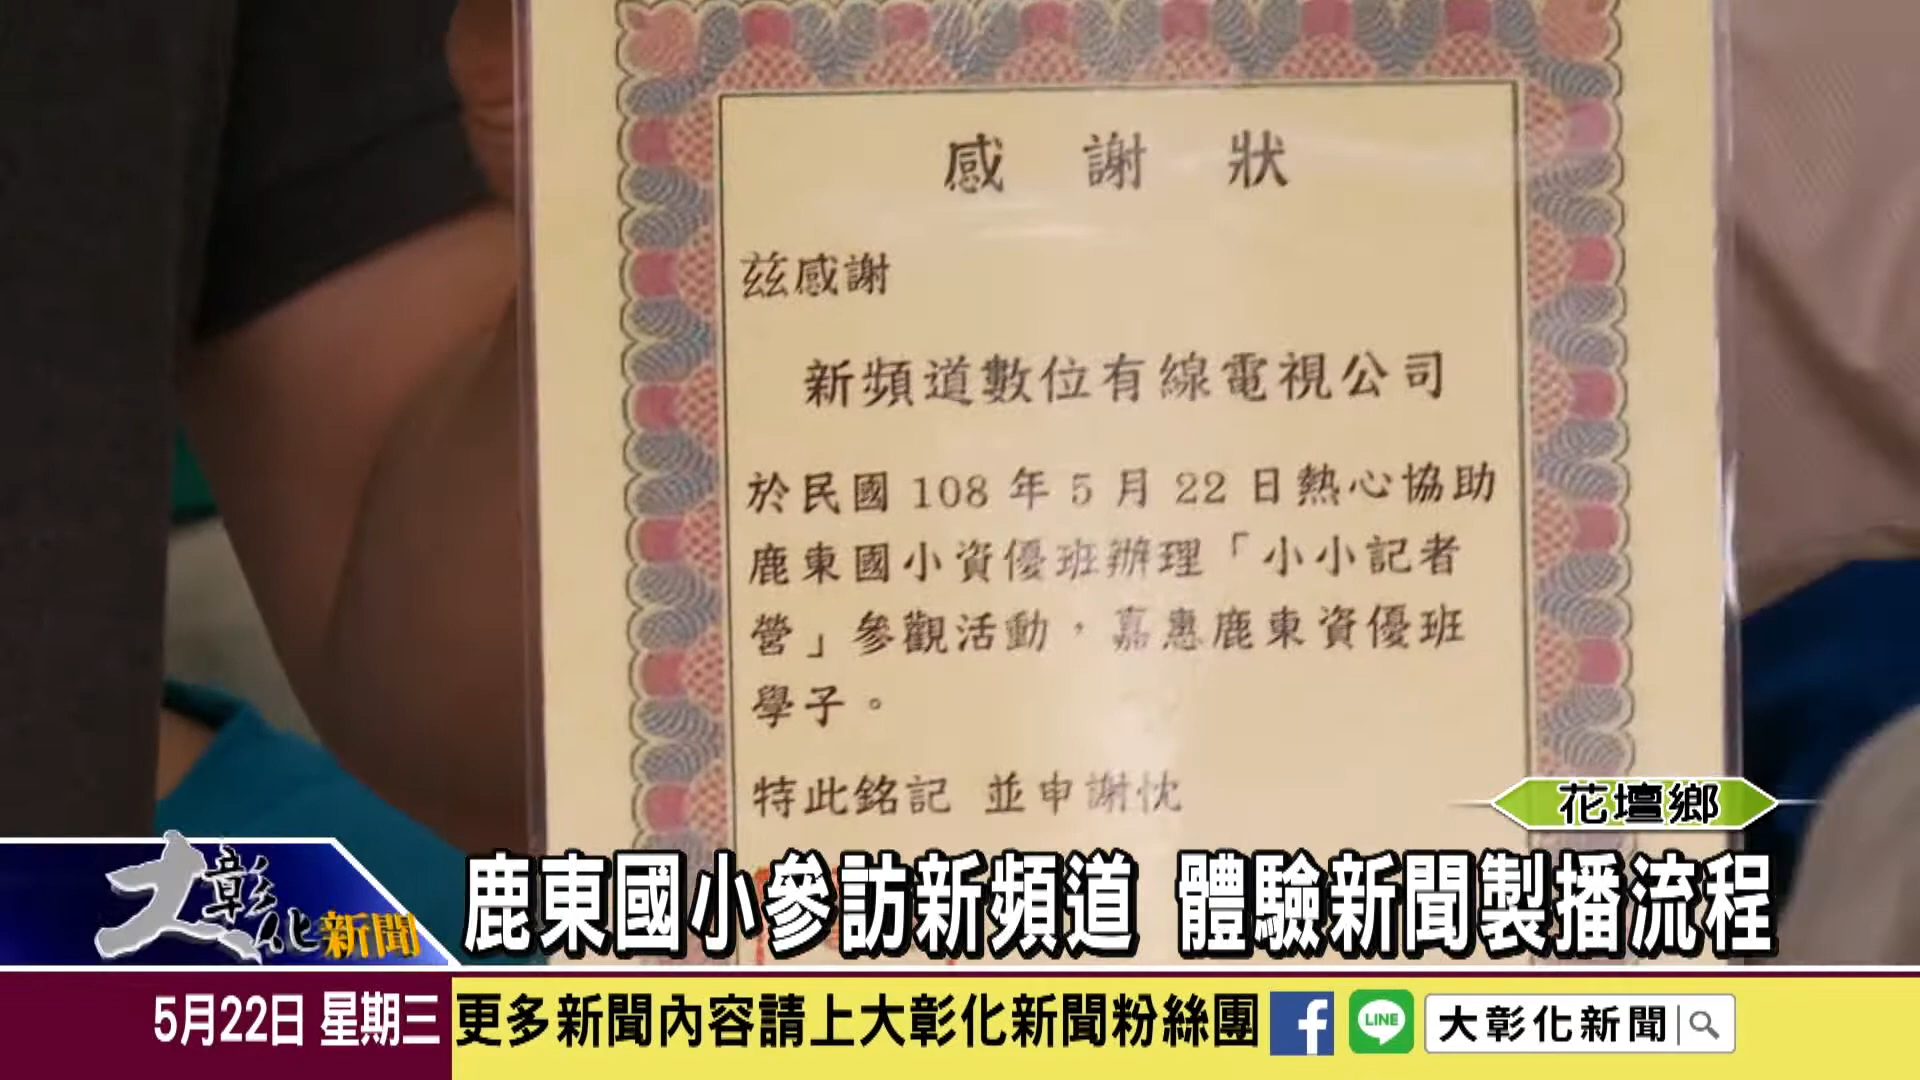 感謝狀
茲感謝
新頻道數位有線電視公司
於民國 108 年 5 月 22 日熱心協助
鹿東國小資優班辦理「小小記者
營」參觀活動,嘉惠鹿東資優班
學子。
特此銘記 並申謝忱
花壇鄉
大彰化新聞
鹿東國小參訪新頻道 體驗新聞製播流程
5月22日 星期三
更多新聞內容請上大彰化新聞粉絲團
f
LINE
大彰化新聞